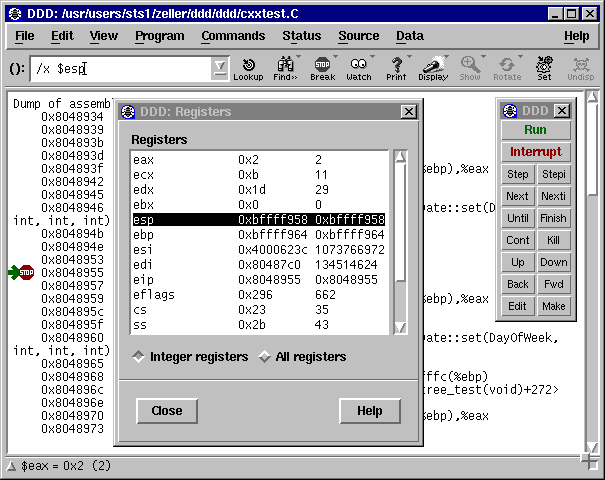 DDD: /usr/users/sts1/zeller/ddd/ddd/cxxtest.C
File Edit View Program Commands Status Source Data Help
(): /x $esp
Lookup Find>> Break Watch Print Display Show Rotate Set Undisp
STOP
Dump of assemb
0x8048934
0x8048939
0x804893b
0x804893d
0x804893f
0x8048942
0x8048945
0x8048946
int, int, int)
0x804894b
0x804894e
0x8048953
STOP 0x8048955
0x8048957
0x8048959
0x804895c
0x804895f
0x8048960
int, int, int)
0x8048965
0x8048968
0x804896c
0x804896e
0x8048970
0x8048973
%ebp),%eax
Date::set(D
%ebp),%eax
Date::set(DayOfWeek,
fffc(%ebp)
tree_test(void)+272>
%ebp),%eax
DDD: Registers
Registers
eax 0x2 2
ecx 0xb 11
edx 0x1d 29
ebx 0x0 0
esp 0xbffff958 0xbffff958
ebp 0xbffff964 0xbffff964
esi 0x4000623c 1073766972
edi 0x80487c0 134514624
eip 0x8048955 0x8048955
eflags 0x296 662
cs 0x23 35
ss 0x2b 43
Integer registers All registers
Close Help
DDD
Run
Interrupt
Step Stepi
Next Nexti
Until Finish
Cont Kill
Up Down
Back Fwd
Edit Make
$eax = 0x2 (2)